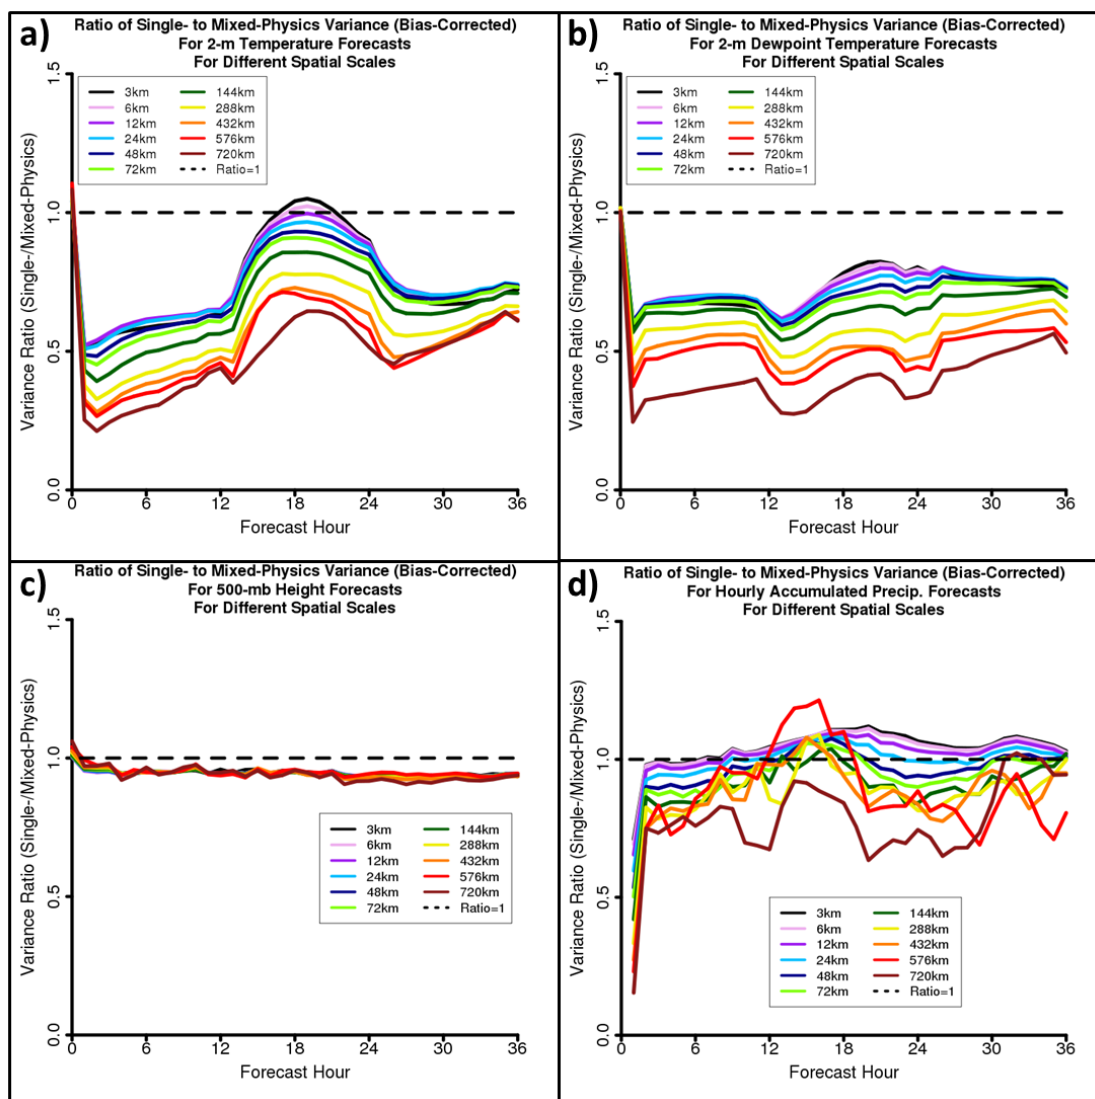 a)
Ratio of Single- to Mixed-Physics Variance (Bias-Corrected)
For 2-m Temperature Forecasts
For Different Spatial Scales
Variance Ratio (Single-/Mixed-Physics)
1.5
1.0
0.5
0.0
3km 144km
6km 288km
12km 432km
24km 576km
48km 720km
72km Ratio=1
0 6 12 18 24 30 36
Forecast Hour
b)
Ratio of Single- to Mixed-Physics Variance (Bias-Corrected)
For 2-m Dewpoint Temperature Forecasts
For Different Spatial Scales
Variance Ratio (Single-/Mixed-Physics)
1.5
1.0
0.5
0.0
3km 144km
6km 288km
12km 432km
24km 576km
48km 720km
72km Ratio=1
0 6 12 18 24 30 36
Forecast Hour
c)
Ratio of Single- to Mixed-Physics Variance (Bias-Corrected)
For 500-mb Height Forecasts
For Different Spatial Scales
Variance Ratio (Single-/Mixed-Physics)
1.5
1.0
0.5
0.0
3km 144km
6km 288km
12km 432km
24km 576km
48km 720km
72km Ratio=1
0 6 12 18 24 30 36
Forecast Hour
d)
Ratio of Single- to Mixed-Physics Variance (Bias-Corrected)
For Hourly Accumulated Precip. Forecasts
For Different Spatial Scales
Variance Ratio (Single-/Mixed-Physics)
1.5
1.0
0.5
0.0
3km 144km
6km 288km
12km 432km
24km 576km
48km 720km
72km Ratio=1
0 6 12 18 24 30 36
Forecast Hour